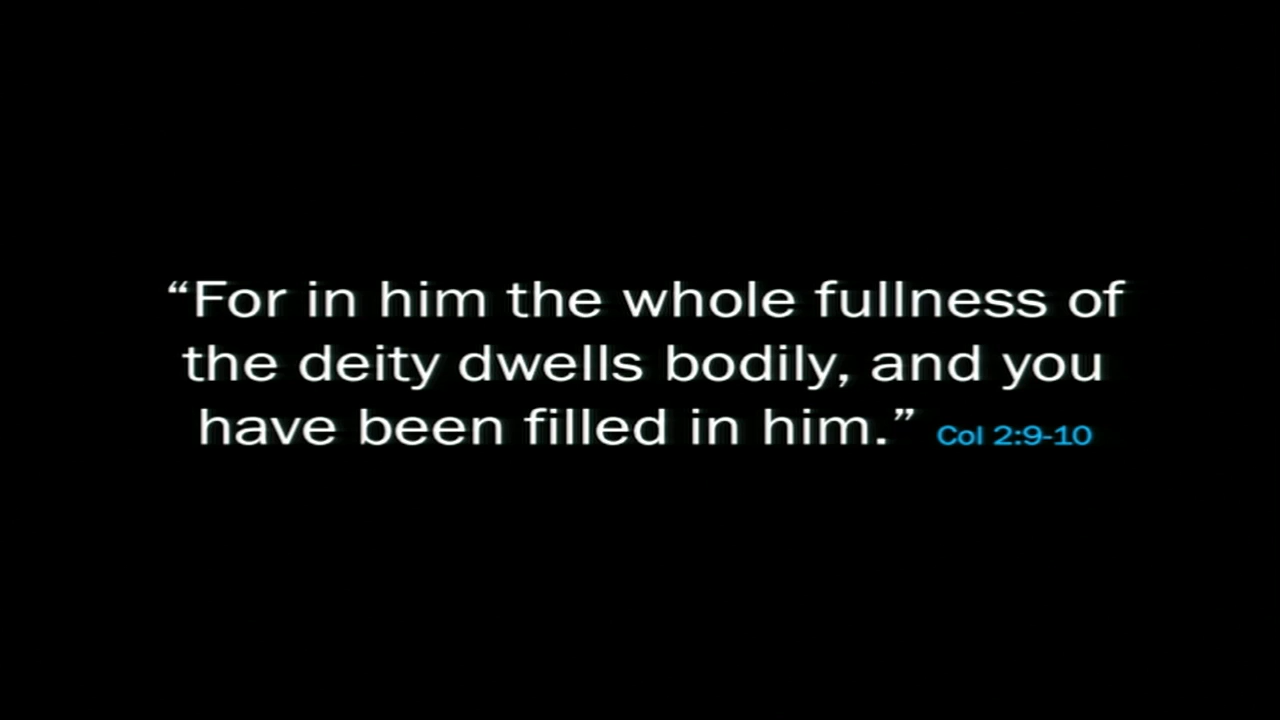 “For in him the whole fullness of
the deity dwells bodily, and you
have been filled in him.” Col 2:9-10